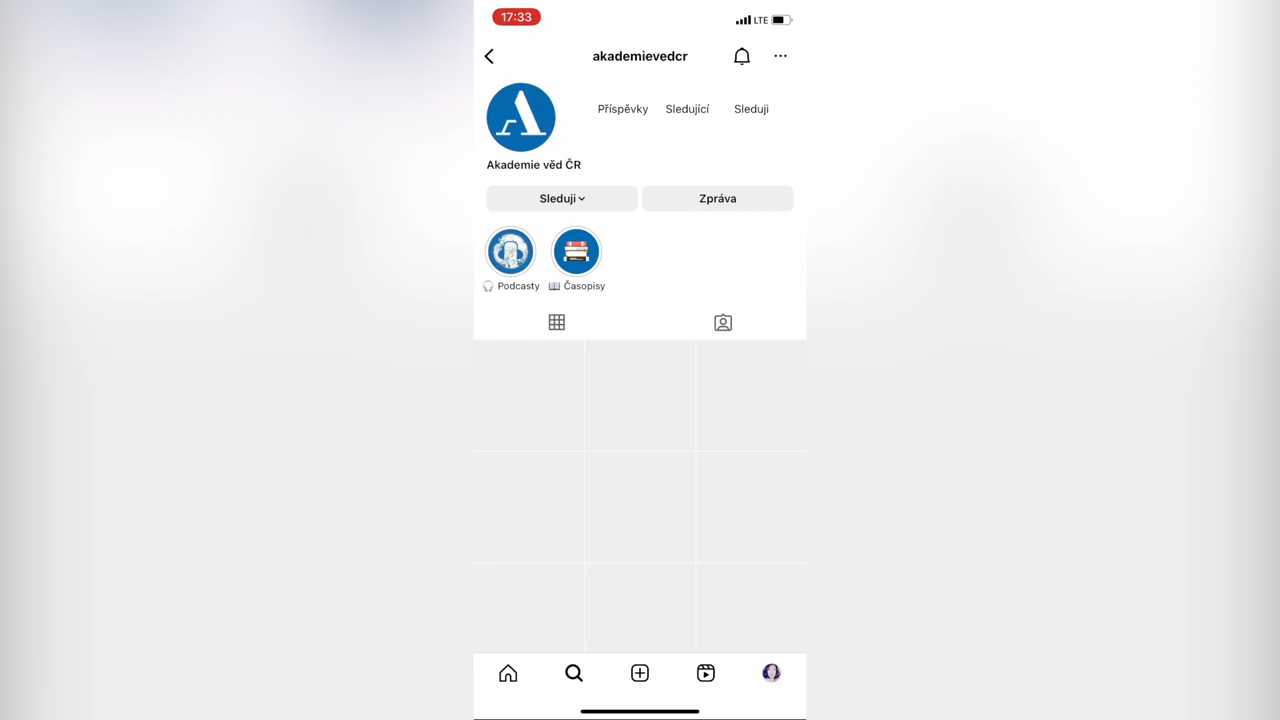 17:33
LTE
akademievedcr
Příspěvky Sledující Sleduji
Akademie věd ČR
Sleduji
Zpráva
🎧 Podcasty
📖 Časopisy